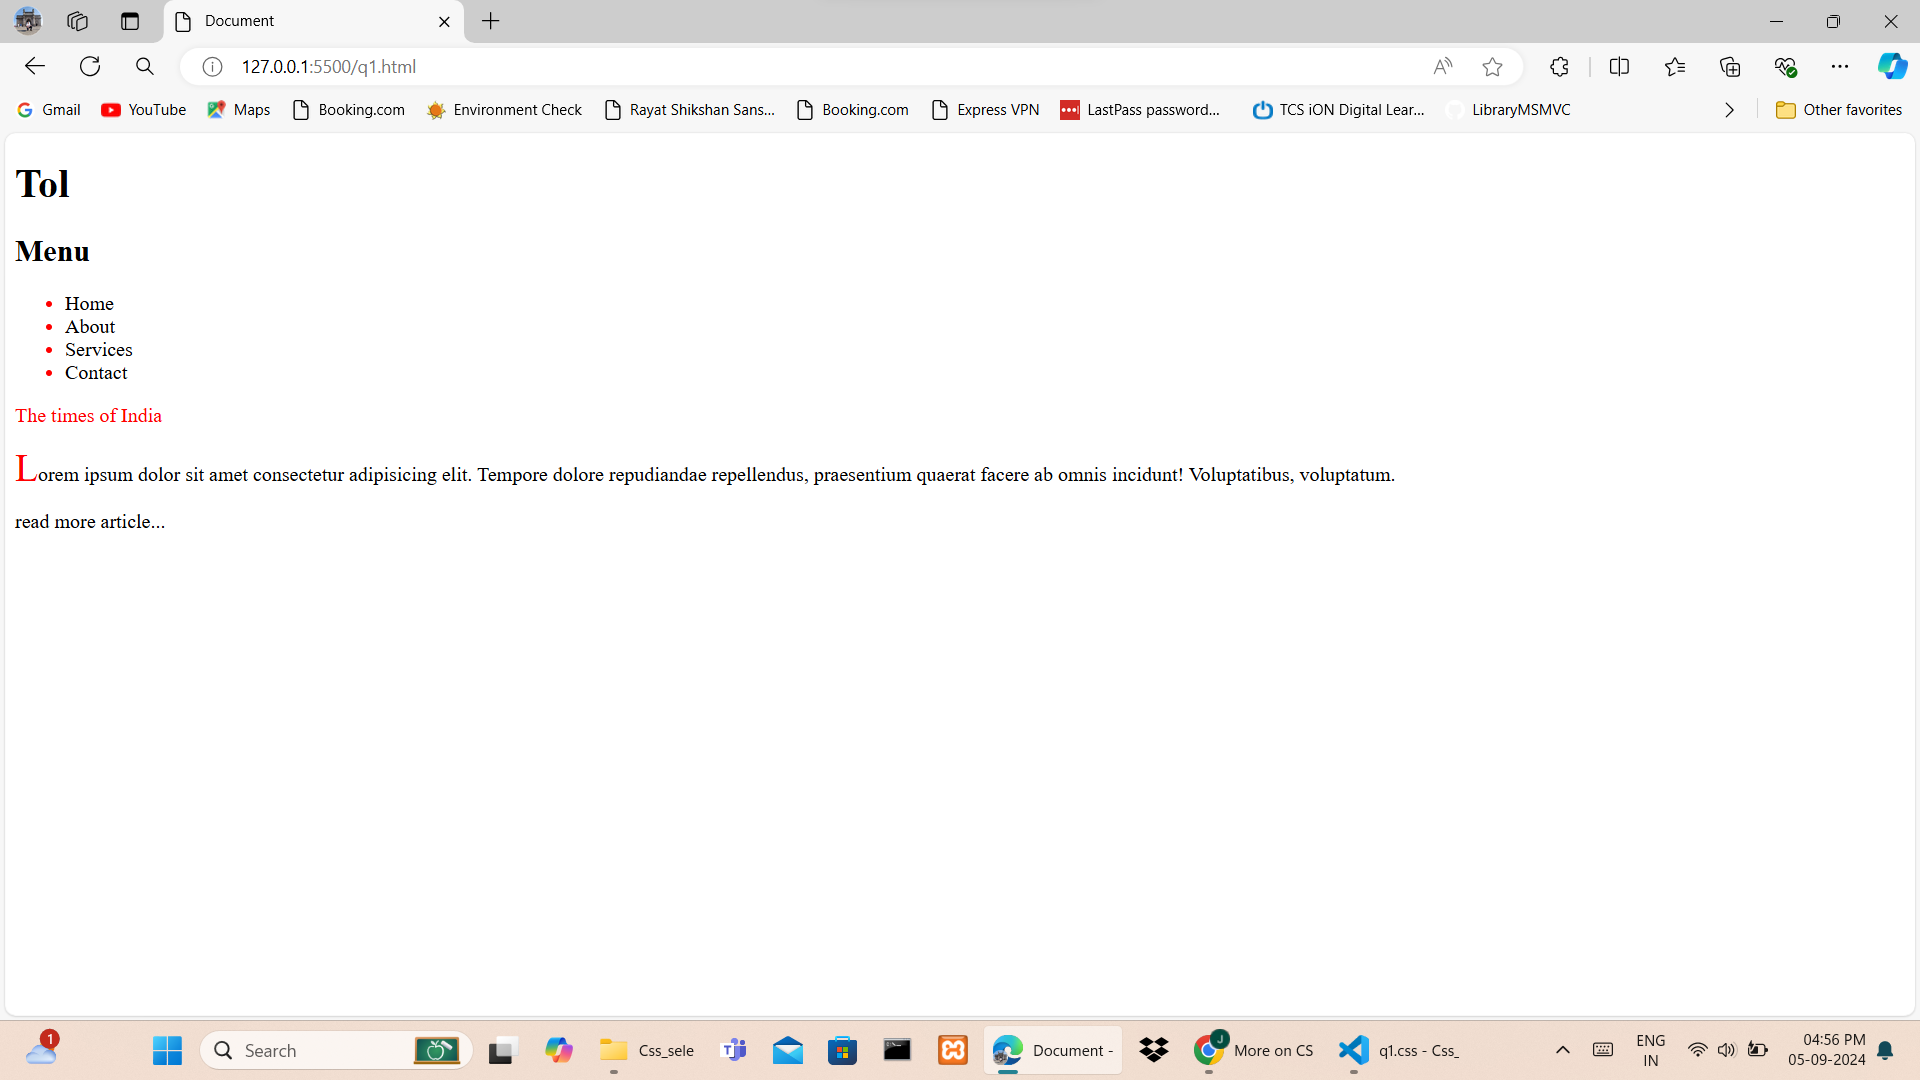 Document
127.0.0.1:5500/q1.html
Gmail YouTube Maps Booking.com Environment Check Rayat Shikshan Sans... Booking.com Express VPN LastPass password... TCS iON Digital Lear... LibraryMSMVC Other favorites
Tol
Menu
Home
About
Services
Contact
The times of India
Lorem ipsum dolor sit amet consectetur adipisicing elit. Tempore dolore repudiandae repellendus, praesentium quaerat facere ab omnis incidunt! Voluptatibus, voluptatum.
read more article...
1 Search Css_sele Document - J More on CS q1.css - Css_ ENG 04:56 PM
IN 05-09-2024